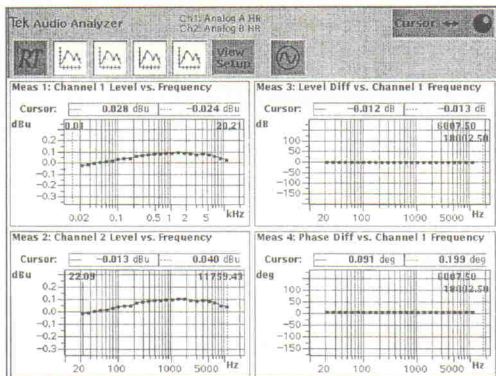 Tek Audio Analyzer
Ch1: Analog A HR
Ch2: Analog B HR
Cursor:
RT
View Setup
Meas 1: Channel 1 Level vs. Frequency
Cursor: 0.028 dBu -0.024 dBu
dBu
-0.01 20.21
0.2
0.1
0.0
-0.1
-0.2
-0.3
0.02 0.1 0.5 1 2 5 kHz
Meas 3: Level Diff vs. Channel 1 Frequency
Cursor: -0.012 dB -0.013 dB
dB
6007.50
18002.50
100
50
0
-50
-100
-150
20 100 1000 5000 Hz
Meas 2: Channel 2 Level vs. Frequency
Cursor: -0.013 dBu 0.040 dBu
dBu
22.09 11759.43
0.2
0.1
0.0
-0.1
-0.2
-0.3
20 100 1000 5000 Hz
Meas 4: Phase Diff vs. Channel 1 Frequency
Cursor: 0.091 deg 0.199 deg
deg
6007.50
18002.50
100
50
0
-50
-100
-150
20 100 1000 5000 Hz